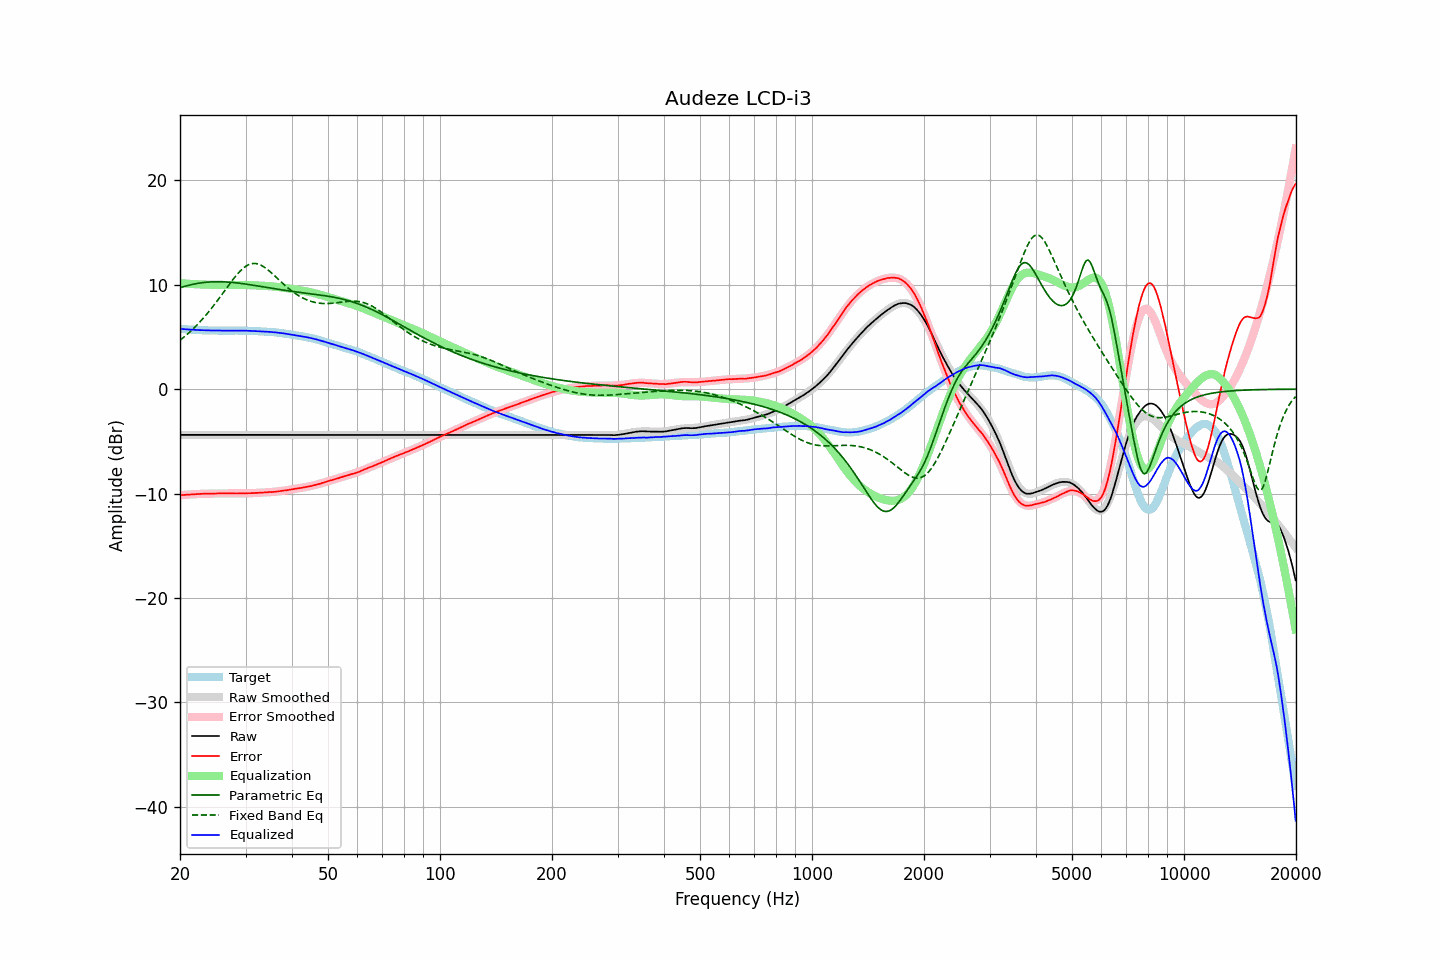 Audeze LCD-i3
Amplitude (dBr)
20
10
0
−10
−20
−30
−40
Target
Raw Smoothed
Error Smoothed
Raw
Error
Equalization
Parametric Eq
Fixed Band Eq
Equalized
20 50 100 200 500 1000 2000 5000 10000 20000
Frequency (Hz)